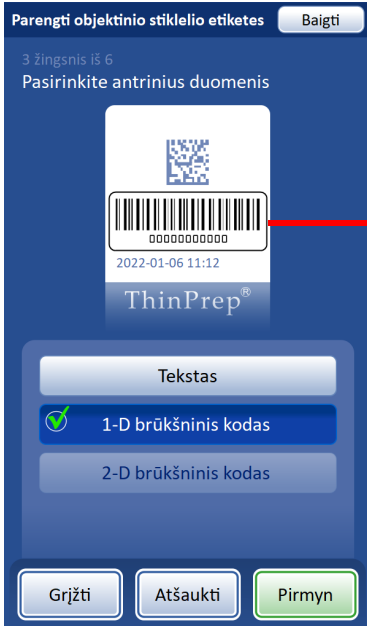 Parengti objektinio stiklelio etiketes
Baigti
3 žingsnis iš 6
Pasirinkite antrinius duomenis
00000000000
2022-01-06 11:12
ThinPrep®
Tekstas
1-D brūkšninis kodas
2-D brūkšninis kodas
Grįžti
Atšaukti
Pirmyn